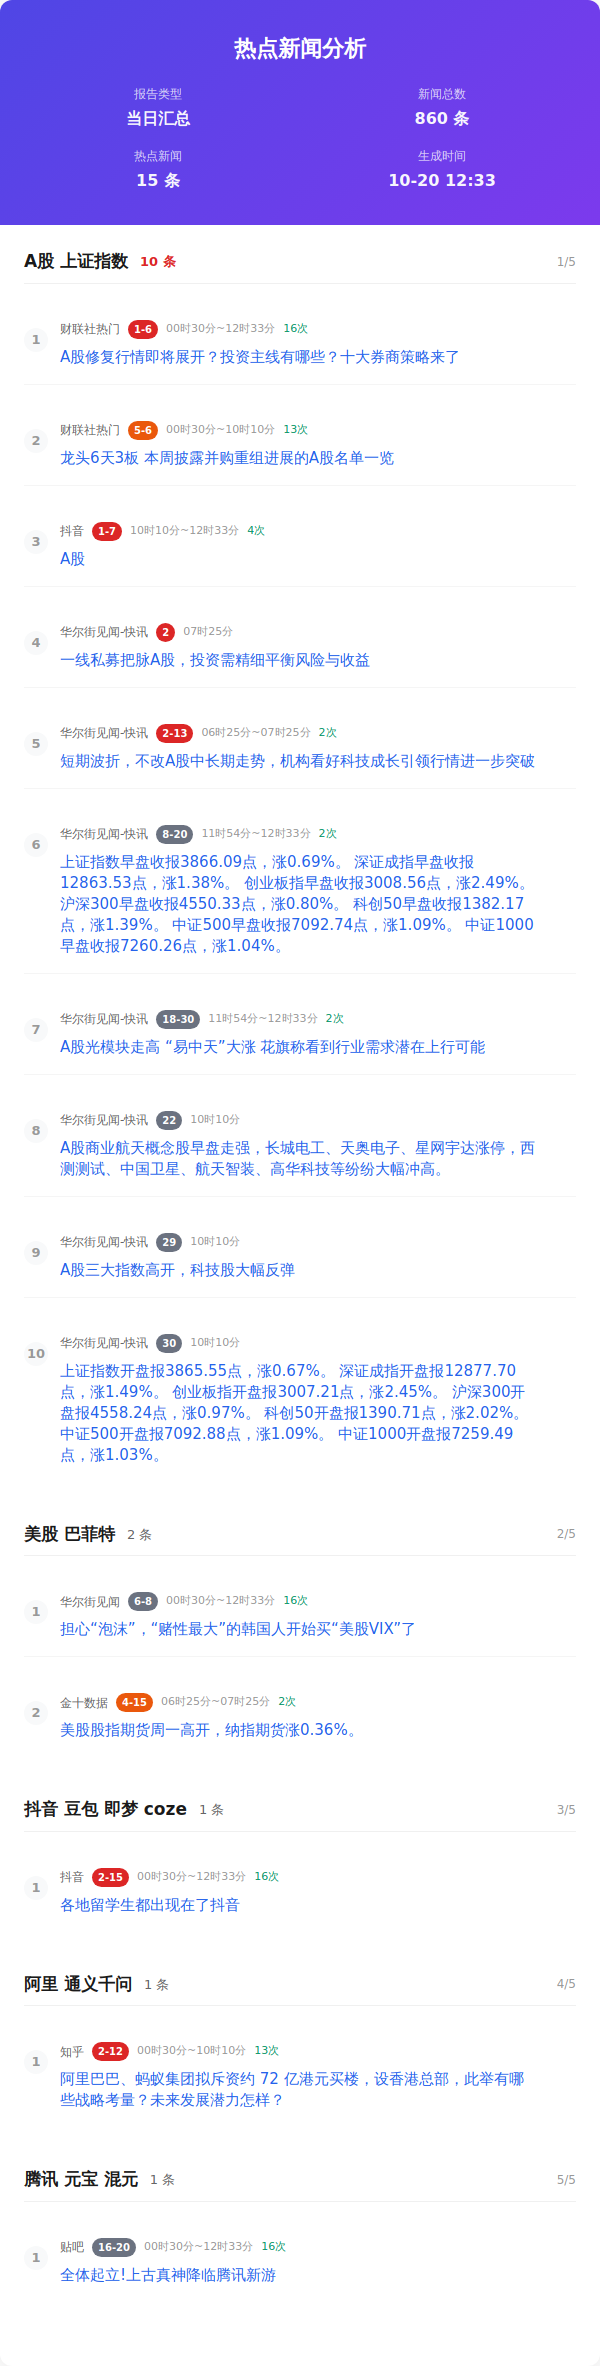 热点新闻分析
报告类型
当日汇总
新闻总数
860 条
热点新闻
15 条
生成时间
10-20 12:33
A股 上证指数 10 条 1/5
1 财联社热门 1-6 00时30分~12时33分 16次
A股修复行情即将展开？投资主线有哪些？十大券商策略来了
2 财联社热门 5-6 00时30分~10时10分 13次
龙头6天3板 本周披露并购重组进展的A股名单一览
3 抖音 1-7 10时10分~12时33分 4次
A股
4 华尔街见闻-快讯 2 07时25分
一线私募把脉A股，投资需精细平衡风险与收益
5 华尔街见闻-快讯 2-13 06时25分~07时25分 2次
短期波折，不改A股中长期走势，机构看好科技成长引领行情进一步突破
6 华尔街见闻-快讯 8-20 11时54分~12时33分 2次
上证指数早盘收报3866.09点，涨0.69%。 深证成指早盘收报
12863.53点，涨1.38%。 创业板指早盘收报3008.56点，涨2.49%。
沪深300早盘收报4550.33点，涨0.80%。 科创50早盘收报1382.17
点，涨1.39%。 中证500早盘收报7092.74点，涨1.09%。 中证1000
早盘收报7260.26点，涨1.04%。
7 华尔街见闻-快讯 18-30 11时54分~12时33分 2次
A股光模块走高 “易中天”大涨 花旗称看到行业需求潜在上行可能
8 华尔街见闻-快讯 22 10时10分
A股商业航天概念股早盘走强，长城电工、天奥电子、星网宇达涨停，西
测测试、中国卫星、航天智装、高华科技等纷纷大幅冲高。
9 华尔街见闻-快讯 29 10时10分
A股三大指数高开，科技股大幅反弹
10 华尔街见闻-快讯 30 10时10分
上证指数开盘报3865.55点，涨0.67%。 深证成指开盘报12877.70
点，涨1.49%。 创业板指开盘报3007.21点，涨2.45%。 沪深300开
盘报4558.24点，涨0.97%。 科创50开盘报1390.71点，涨2.02%。
中证500开盘报7092.88点，涨1.09%。 中证1000开盘报7259.49
点，涨1.03%。
美股 巴菲特 2 条 2/5
1 华尔街见闻 6-8 00时30分~12时33分 16次
担心“泡沫”，“赌性最大”的韩国人开始买“美股VIX”了
2 金十数据 4-15 06时25分~07时25分 2次
美股股指期货周一高开，纳指期货涨0.36%。
抖音 豆包 即梦 coze 1 条 3/5
1 抖音 2-15 00时30分~12时33分 16次
各地留学生都出现在了抖音
阿里 通义千问 1 条 4/5
1 知乎 2-12 00时30分~10时10分 13次
阿里巴巴、蚂蚁集团拟斥资约 72 亿港元买楼，设香港总部，此举有哪
些战略考量？未来发展潜力怎样？
腾讯 元宝 混元 1 条 5/5
1 贴吧 16-20 00时30分~12时33分 16次
全体起立!上古真神降临腾讯新游